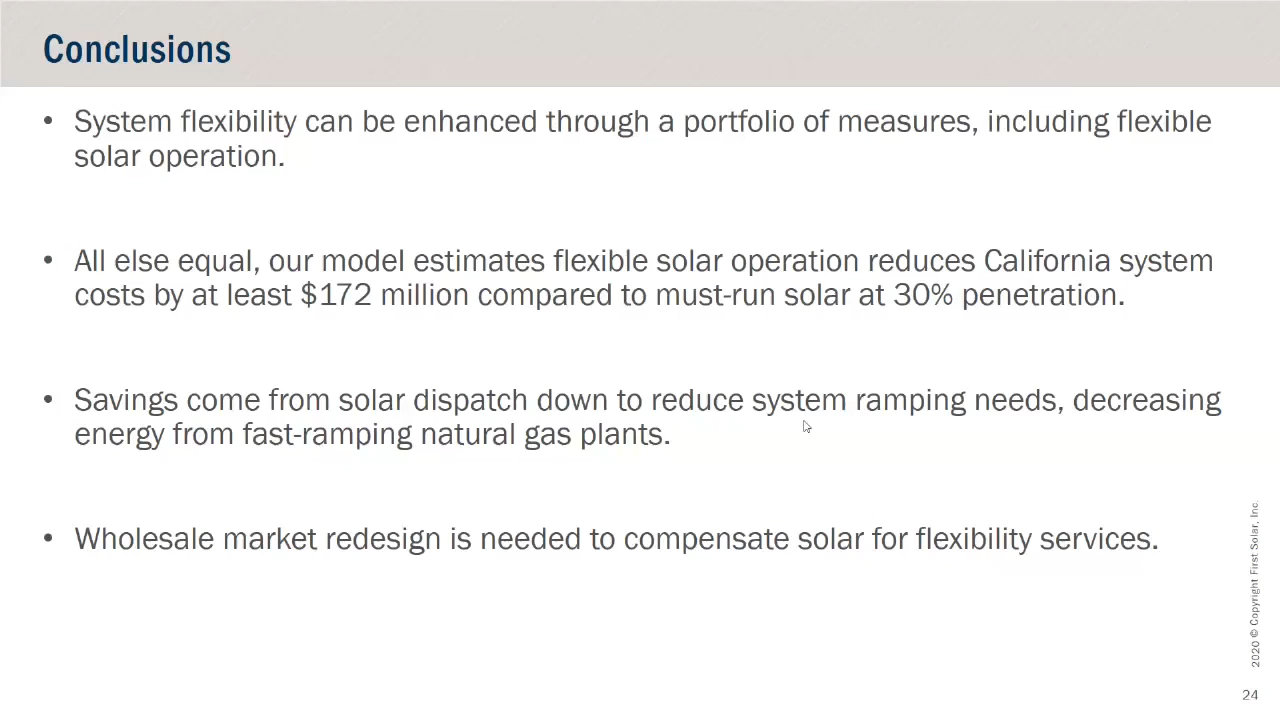 Conclusions
• System flexibility can be enhanced through a portfolio of measures, including flexible
solar operation.
• All else equal, our model estimates flexible solar operation reduces California system
costs by at least $172 million compared to must-run solar at 30% penetration.
• Savings come from solar dispatch down to reduce system ramping needs, decreasing
energy from fast-ramping natural gas plants.
• Wholesale market redesign is needed to compensate solar for flexibility services.
2020 © Copyright First Solar, Inc.
24